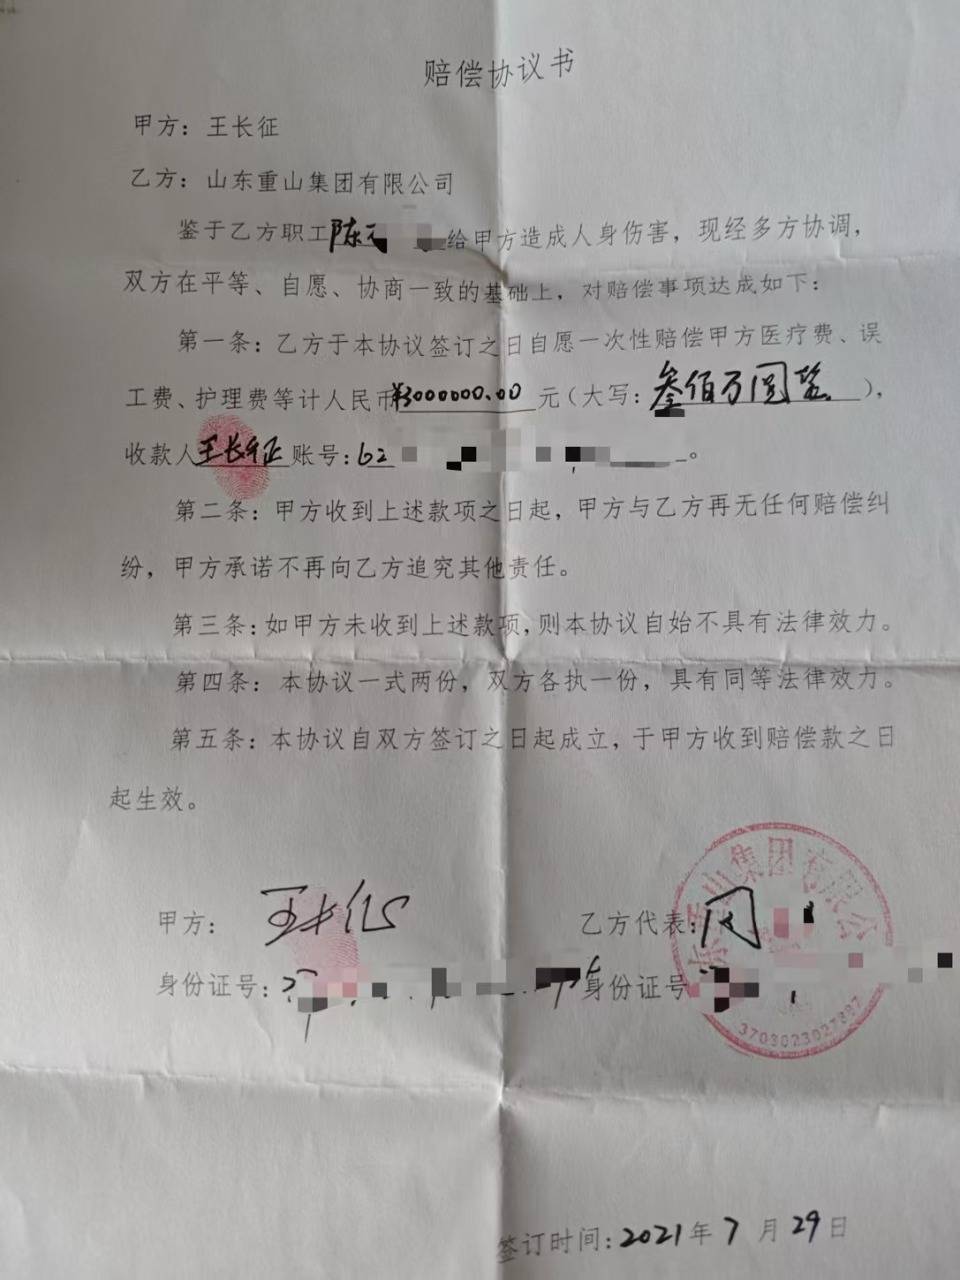 赔偿协议书
甲方：王长征
乙方：山东重山集团有限公司
鉴于乙方职工陈 给甲方造成人身伤害，现经多方协调，
双方在平等、自愿、协商一致的基础上，对赔偿事项达成如下：
第一条：乙方于本协议签订之日自愿一次性赔偿甲方医疗费、误
工费、护理费等计人民币¥3000000.00元（大写：叁佰万圆整），
收款人王长征账号：62 。
第二条：甲方收到上述款项之日起，甲方与乙方再无任何赔偿纠
纷，甲方承诺不再向乙方追究其他责任。
第三条：如甲方未收到上述款项，则本协议自始不具有法律效力。
第四条：本协议一式两份，双方各执一份，具有同等法律效力。
第五条：本协议自双方签订之日起成立，于甲方收到赔偿款之日
起生效。
甲方：王长征
乙方代表：周
身份证号：
身份证号
东重山集团有限公
3703023027887
签订时间：2021年7月29日